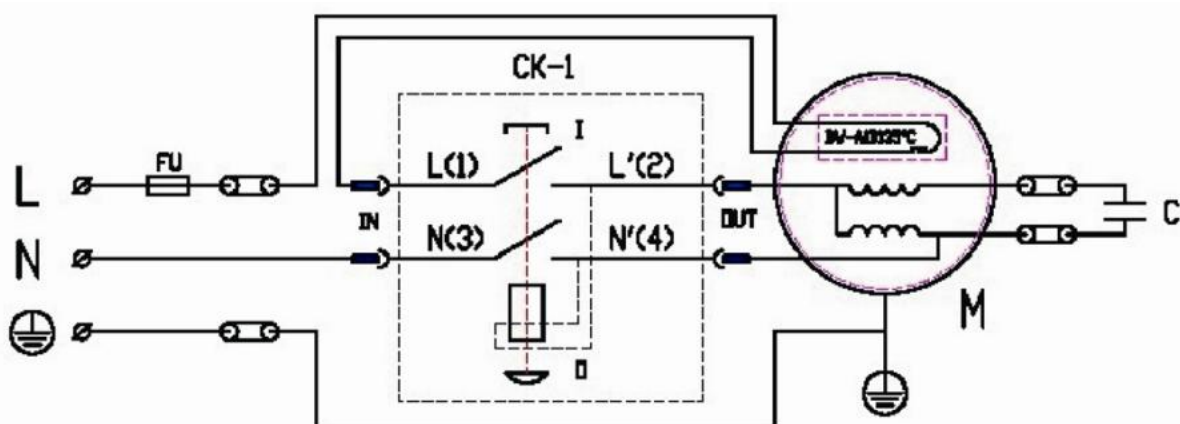 CK-1
I
FU
L
L(1)
L'(2)
IN
OUT
C
N
N(3)
N'(4)
M
0